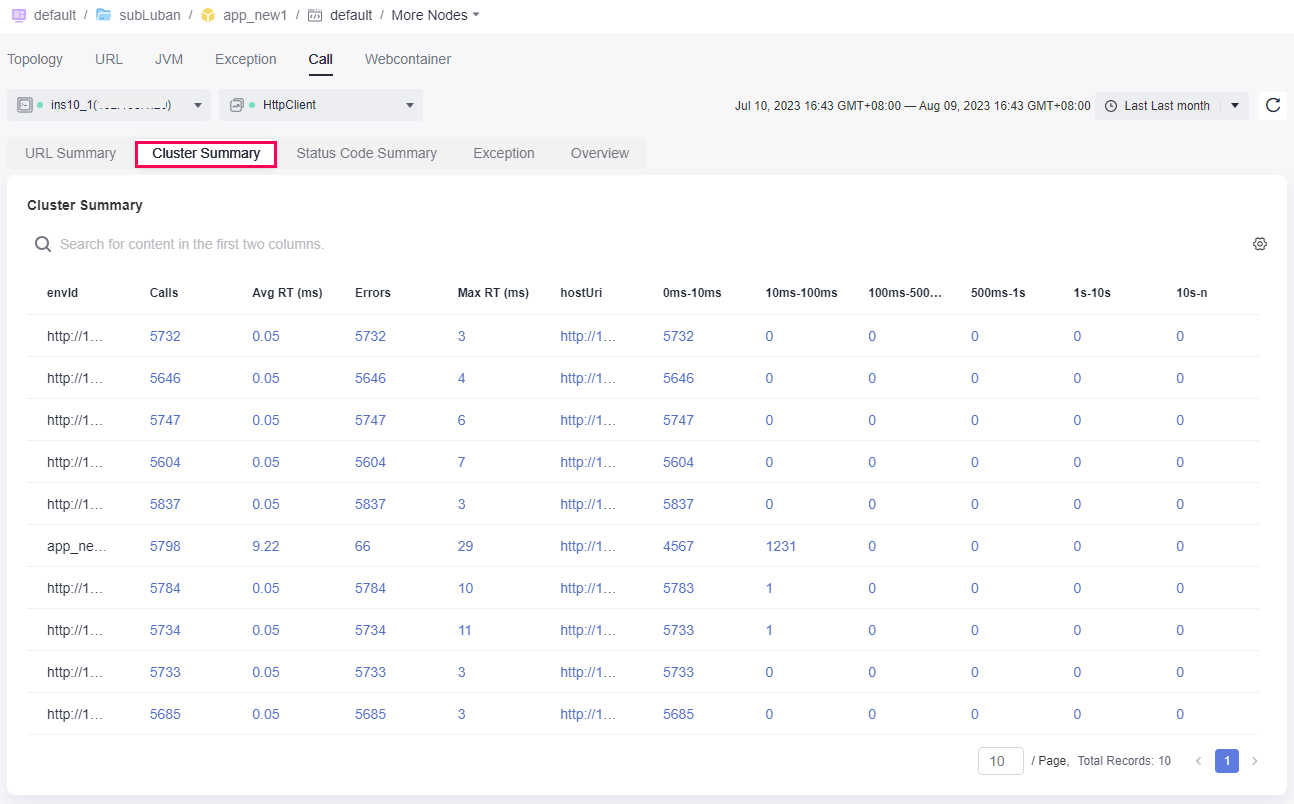 default / subLuban / app_new1 / default / More Nodes
Topology URL JVM Exception Call Webcontainer
ins10_1( HttpClient Jul 10, 2023 16:43 GMT+08:00 — Aug 09, 2023 16:43 GMT+08:00 Last Last month
URL Summary Cluster Summary Status Code Summary Exception Overview
Cluster Summary
Search for content in the first two columns.
envId Calls Avg RT (ms) Errors Max RT (ms) hostUri 0ms-10ms 10ms-100ms 100ms-500... 500ms-1s 1s-10s 10s-n
http://1... 5732 0.05 5732 3 http://1... 5732 0 0 0 0 0
http://1... 5646 0.05 5646 4 http://1... 5646 0 0 0 0 0
http://1... 5747 0.05 5747 6 http://1... 5747 0 0 0 0 0
http://1... 5604 0.05 5604 7 http://1... 5604 0 0 0 0 0
http://1... 5837 0.05 5837 3 http://1... 5837 0 0 0 0 0
app_ne... 5798 9.22 66 29 http://1... 4567 1231 0 0 0 0
http://1... 5784 0.05 5784 10 http://1... 5783 1 0 0 0 0
http://1... 5734 0.05 5734 11 http://1... 5733 1 0 0 0 0
http://1... 5733 0.05 5733 3 http://1... 5733 0 0 0 0 0
http://1... 5685 0.05 5685 3 http://1... 5685 0 0 0 0 0
10 / Page, Total Records: 10 < 1 >